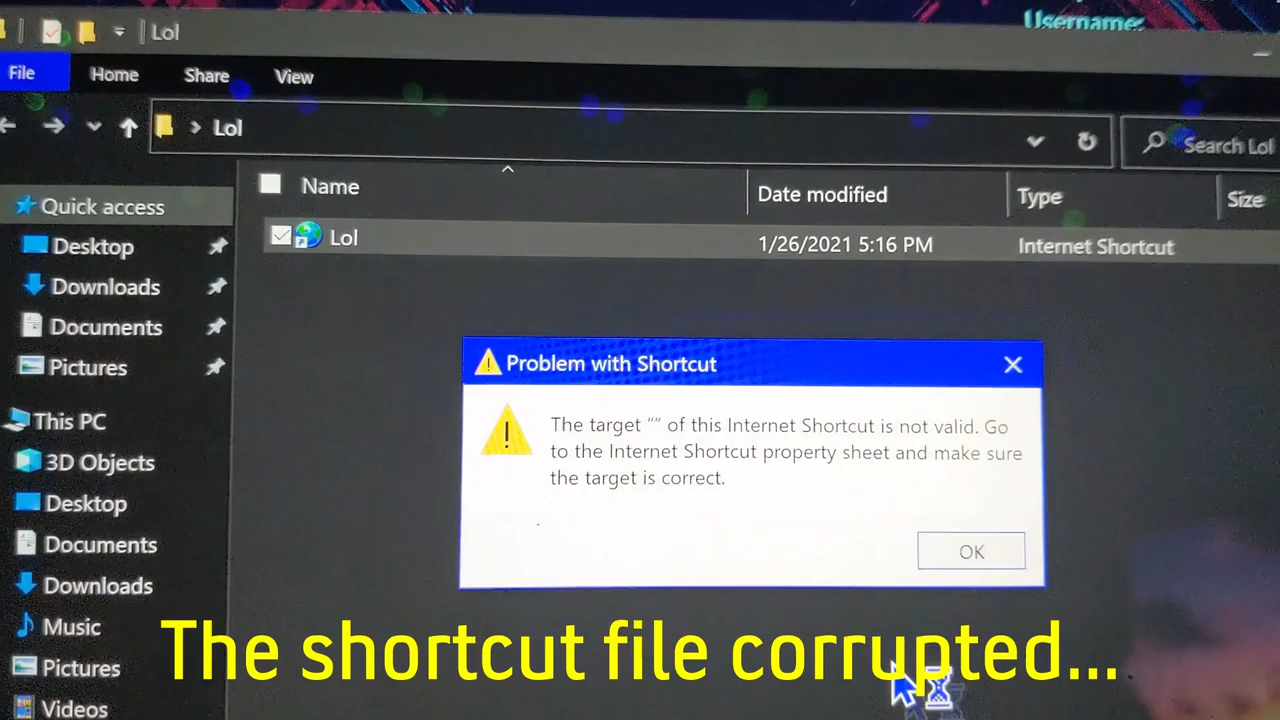 Username:
Lol
File Home Share View
Lol
Search Lol
Name Date modified Type Size
Quick access
Lol 1/26/2021 5:16 PM Internet Shortcut
Desktop
Downloads
Documents
Pictures
This PC
3D Objects
Desktop
Documents
Downloads
Music
Pictures
Videos
Problem with Shortcut
The target “” of this Internet Shortcut is not valid. Go
to the Internet Shortcut property sheet and make sure
the target is correct.
OK
The shortcut file corrupted...